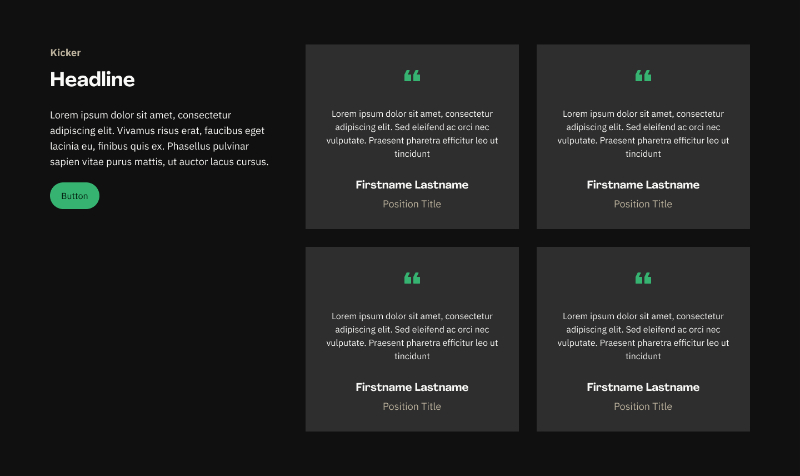 Kicker
Headline
Lorem ipsum dolor sit amet, consectetur
adipiscing elit. Vivamus risus erat, faucibus eget
lacinia eu, finibus quis ex. Phasellus pulvinar
sapien vitae purus mattis, ut auctor lacus cursus.
Button
“
Lorem ipsum dolor sit amet, consectetur
adipiscing elit. Sed eleifend ac orci nec
vulputate. Praesent pharetra efficitur leo ut
tincidunt
Firstname Lastname
Position Title
“
Lorem ipsum dolor sit amet, consectetur
adipiscing elit. Sed eleifend ac orci nec
vulputate. Praesent pharetra efficitur leo ut
tincidunt
Firstname Lastname
Position Title
“
Lorem ipsum dolor sit amet, consectetur
adipiscing elit. Sed eleifend ac orci nec
vulputate. Praesent pharetra efficitur leo ut
tincidunt
Firstname Lastname
Position Title
“
Lorem ipsum dolor sit amet, consectetur
adipiscing elit. Sed eleifend ac orci nec
vulputate. Praesent pharetra efficitur leo ut
tincidunt
Firstname Lastname
Position Title